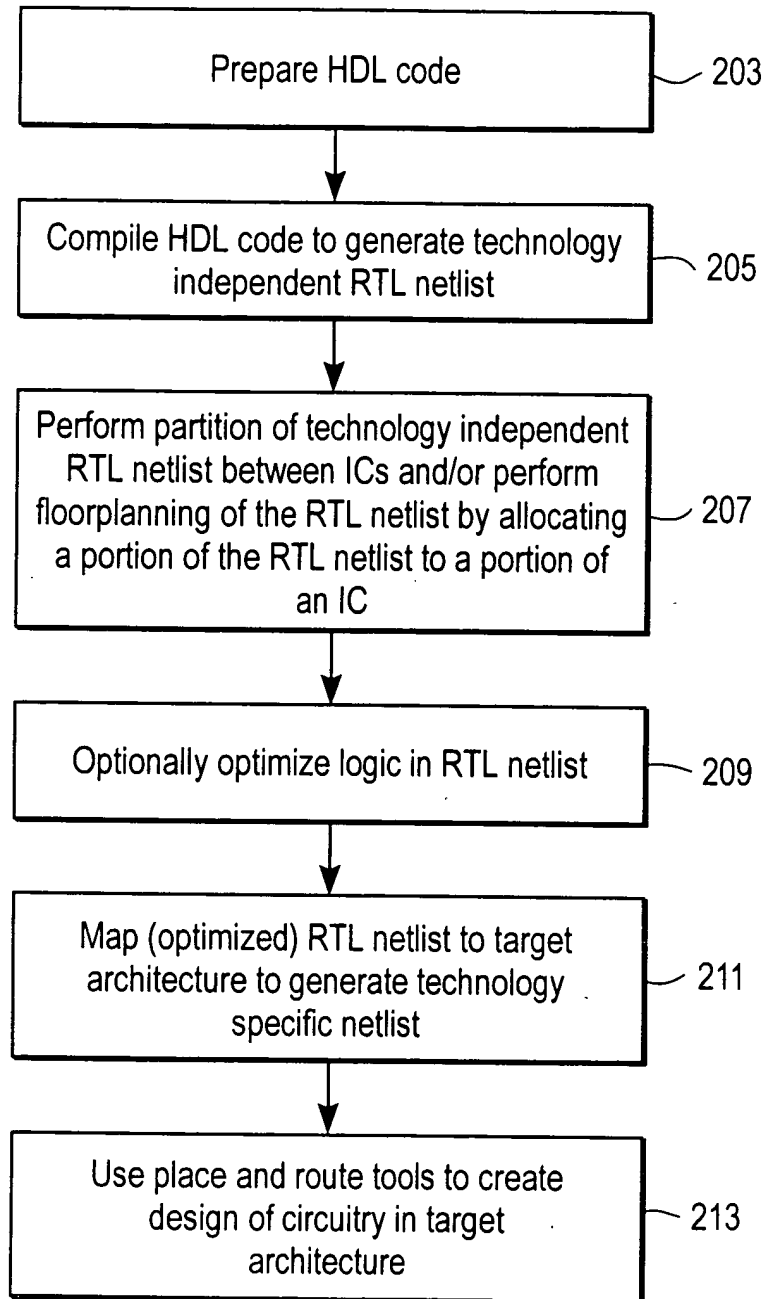 Prepare HDL code
203
Compile HDL code to generate technology
independent RTL netlist
205
Perform partition of technology independent
RTL netlist between ICs and/or perform
floorplanning of the RTL netlist by allocating
a portion of the RTL netlist to a portion of
an IC
207
Optionally optimize logic in RTL netlist
209
Map (optimized) RTL netlist to target
architecture to generate technology
specific netlist
211
Use place and route tools to create
design of circuitry in target
architecture
213